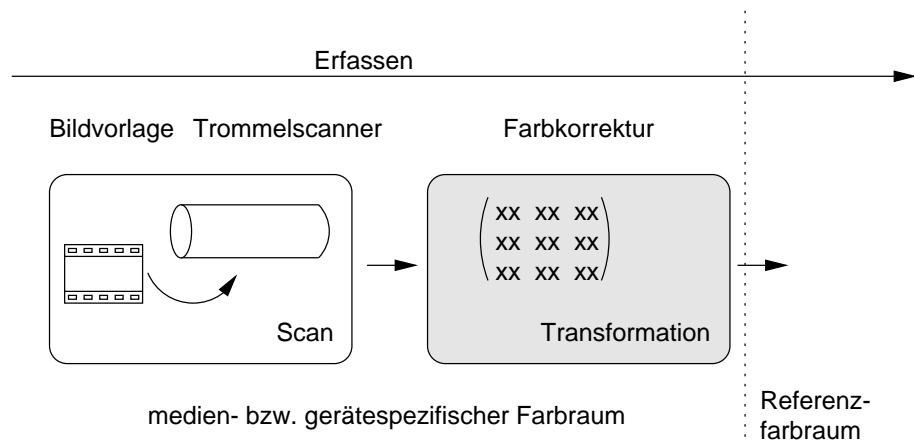 Erfassen
Bildvorlage Trommelscanner Farbkorrektur
xx xx xx
xx xx xx
xx xx xx
Scan
Transformation
medien- bzw. gerätespezifischer Farbraum
Referenz-
farbraum